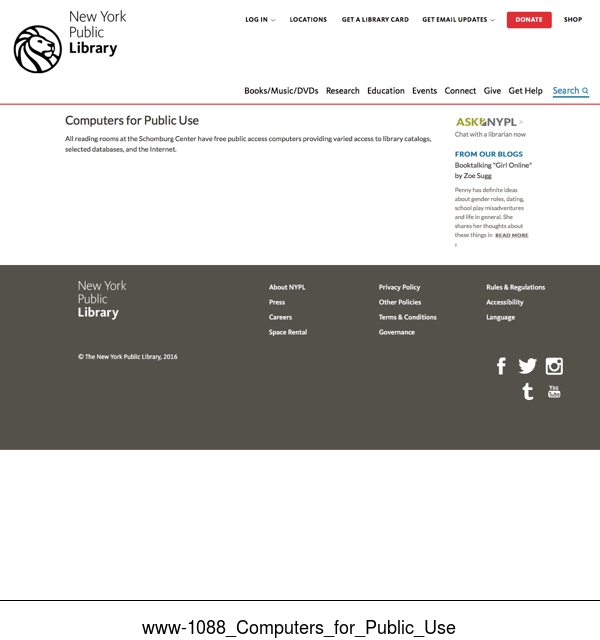 New York
Public
Library
LOG IN
LOCATIONS
GET A LIBRARY CARD
GET EMAIL UPDATES
DONATE
SHOP
Books/Music/DVDs
Research
Education
Events
Connect
Give
Get Help
Search
Computers for Public Use
All reading rooms at the Schomburg Center have free public access computers providing varied access to library catalogs,
selected databases, and the Internet.
ASK NYPL >
Chat with a librarian now
FROM OUR BLOGS
Booktalking "Girl Online"
by Zoe Sugg
Penny has definite ideas
about gender roles, dating,
school play misadventures
and life in general. She
shares her thoughts about
these things in READ MORE
New York
Public
Library
About NYPL
Press
Careers
Space Rental
Privacy Policy
Other Policies
Terms & Conditions
Governance
Rules & Regulations
Accessibility
Language
© The New York Public Library, 2016
You
Tube
www-1088_Computers_for_Public_Use